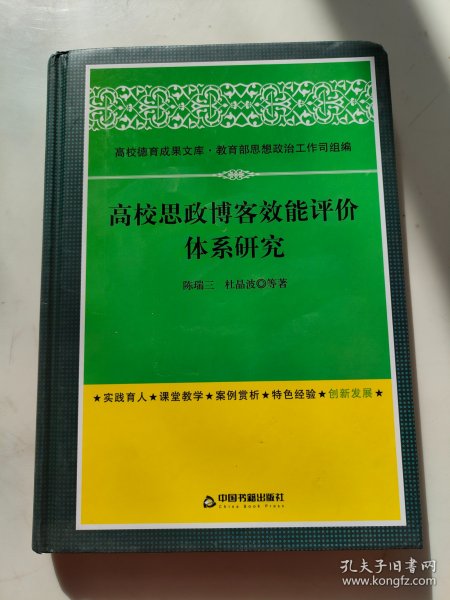 高校德育成果文库·教育部思想政治工作司组编
高校思政博客效能评价
体系研究
陈瑞三 杜晶波◎等著
★实践育人★课堂教学★案例赏析★特色经验★创新发展★
中国书籍出版社
China Book Press
孔夫子旧书网
www.kongfz.com